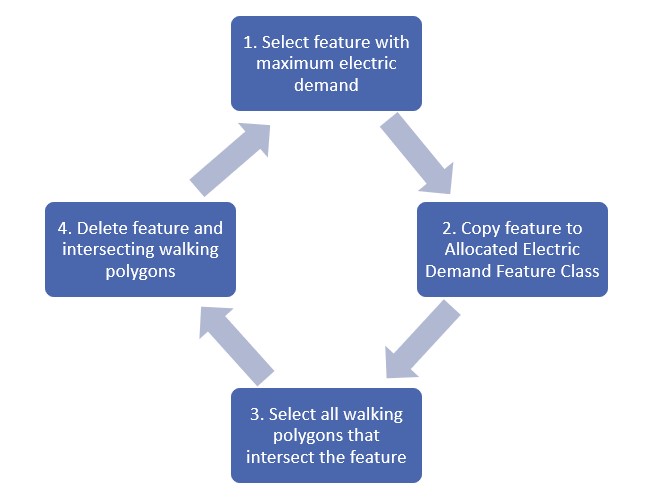 1. Select feature with
maximum electric
demand
2. Copy feature to
Allocated Electric
Demand Feature Class
3. Select all walking
polygons that
intersect the feature
4. Delete feature and
intersecting walking
polygons